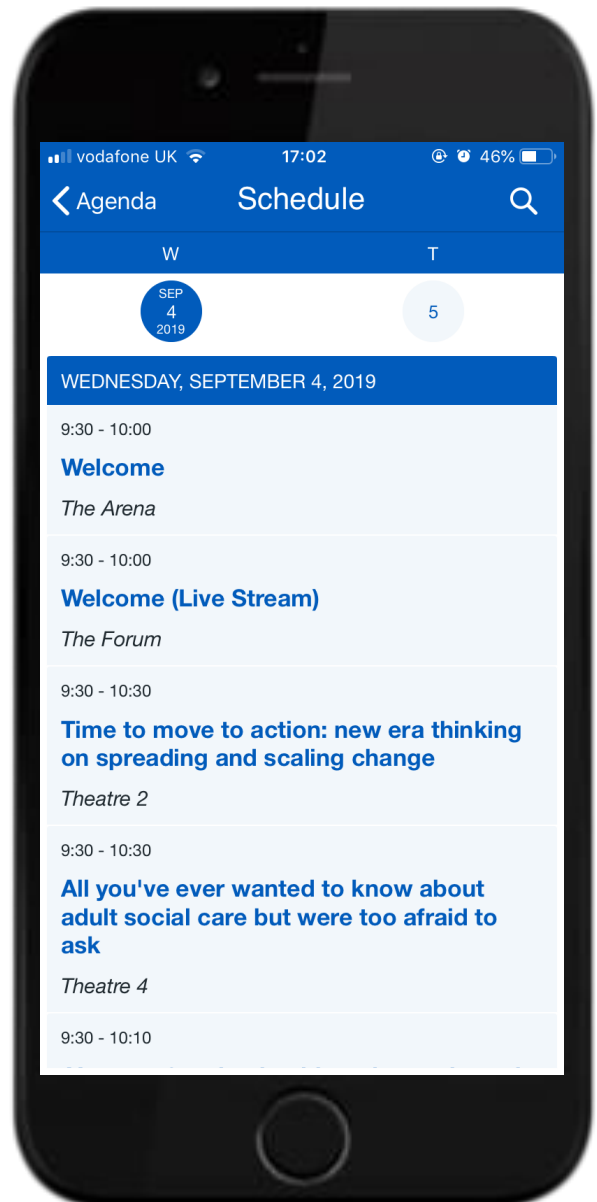 vodafone UK 17:02 46%
Agenda Schedule
W T
SEP
4 5
2019
WEDNESDAY, SEPTEMBER 4, 2019
9:30 - 10:00
Welcome
The Arena
9:30 - 10:00
Welcome (Live Stream)
The Forum
9:30 - 10:30
Time to move to action: new era thinking
on spreading and scaling change
Theatre 2
9:30 - 10:30
All you've ever wanted to know about
adult social care but were too afraid to
ask
Theatre 4
9:30 - 10:10